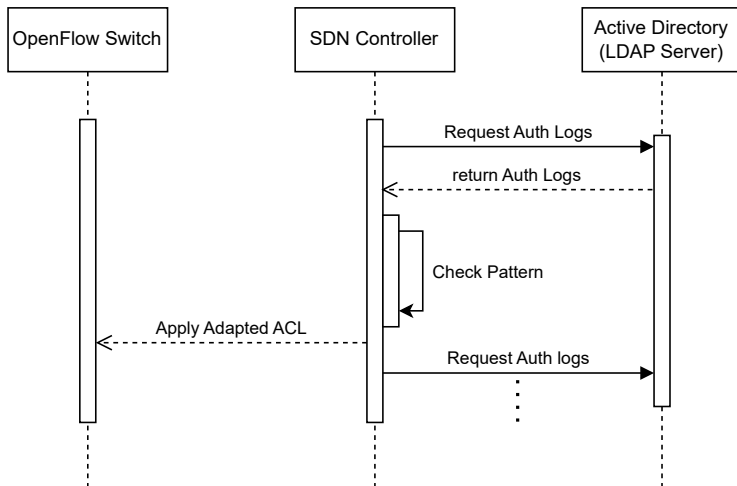 OpenFlow Switch
SDN Controller
Active Directory
(LDAP Server)
Request Auth Logs
return Auth Logs
Check Pattern
Apply Adapted ACL
Request Auth logs